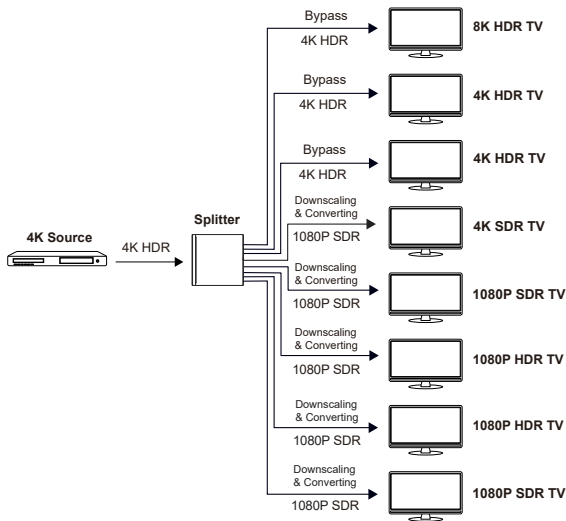 Bypass
4K HDR
8K HDR TV
Bypass
4K HDR
4K HDR TV
Bypass
4K HDR
4K HDR TV
Downscaling
& Converting
1080P SDR
4K SDR TV
Splitter
4K Source
4K HDR
Downscaling
& Converting
1080P SDR
1080P SDR TV
Downscaling
& Converting
1080P SDR
1080P HDR TV
Downscaling
& Converting
1080P SDR
1080P HDR TV
Downscaling
& Converting
1080P SDR
1080P SDR TV